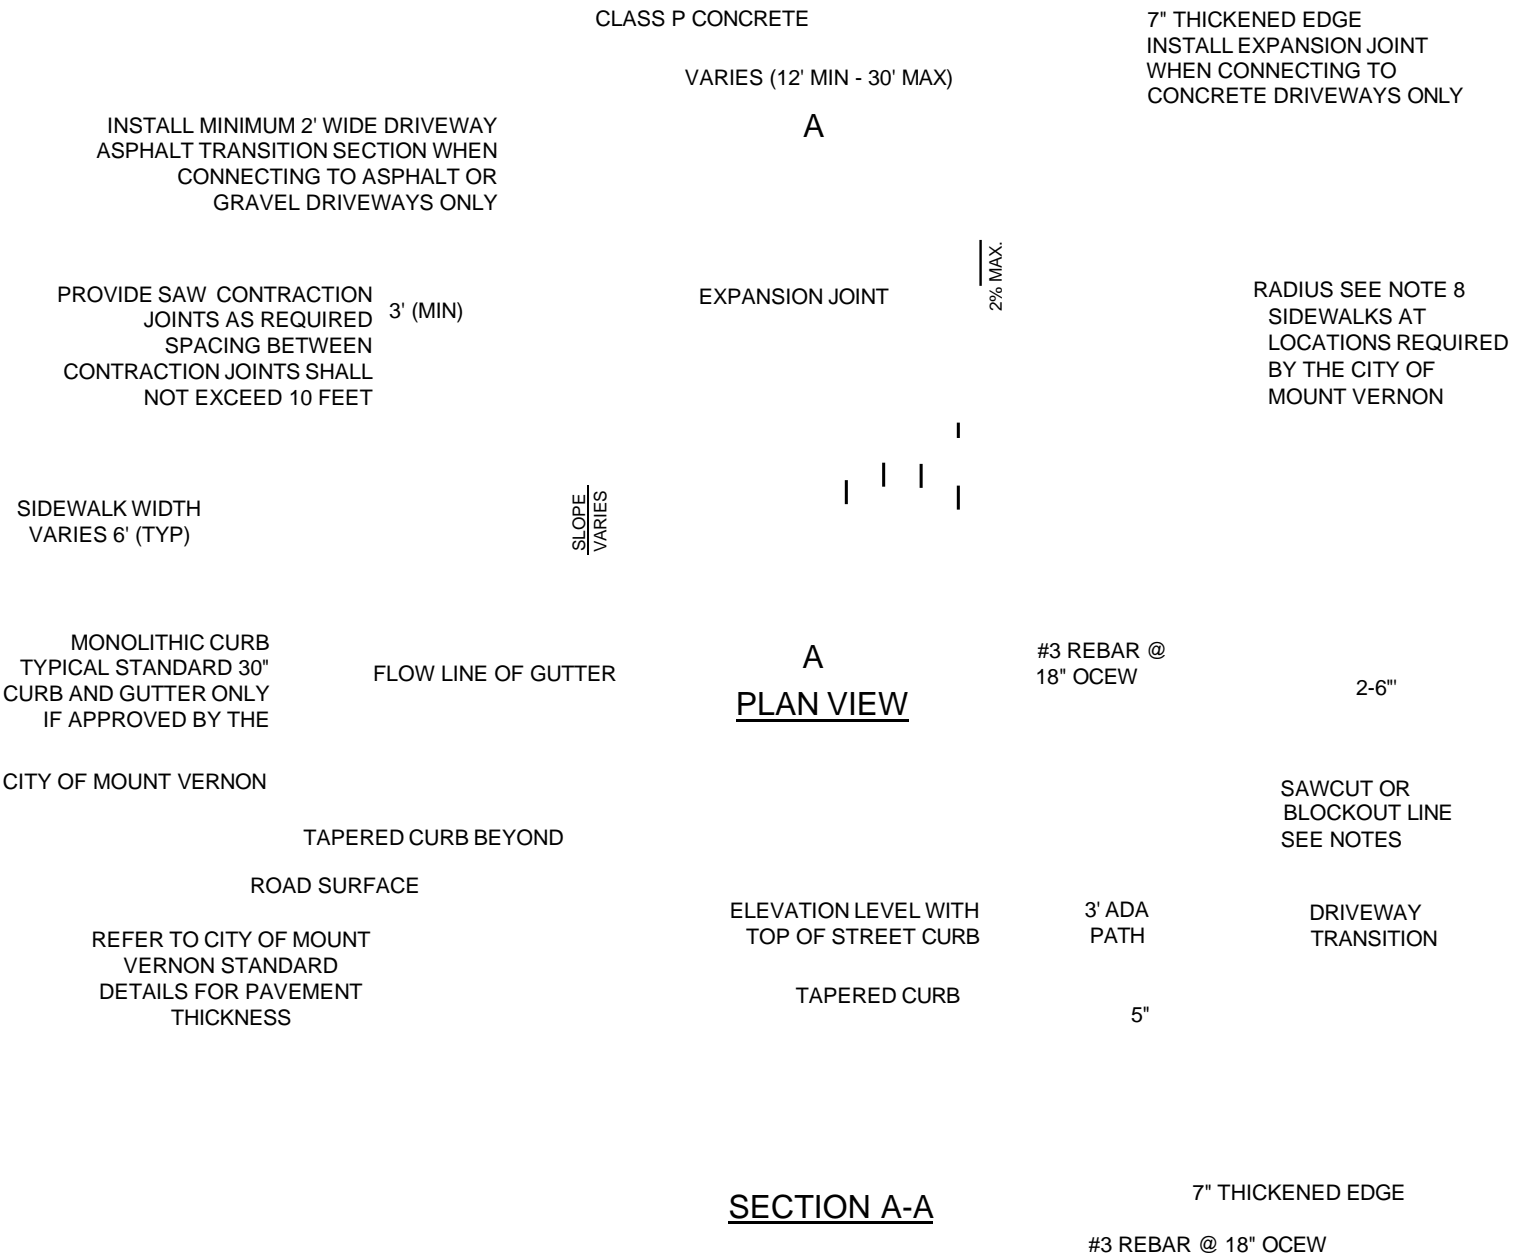 CLASS P CONCRETE
7" THICKENED EDGE
INSTALL EXPANSION JOINT
WHEN CONNECTING TO
CONCRETE DRIVEWAYS ONLY
VARIES (12' MIN - 30' MAX)
A
INSTALL MINIMUM 2' WIDE DRIVEWAY
ASPHALT TRANSITION SECTION WHEN
CONNECTING TO ASPHALT OR
GRAVEL DRIVEWAYS ONLY
PROVIDE SAW CONTRACTION
JOINTS AS REQUIRED
SPACING BETWEEN
CONTRACTION JOINTS SHALL
NOT EXCEED 10 FEET
3' (MIN)
EXPANSION JOINT
2% MAX.
RADIUS SEE NOTE 8
SIDEWALKS AT
LOCATIONS REQUIRED
BY THE CITY OF
MOUNT VERNON
SIDEWALK WIDTH
VARIES 6' (TYP)
SLOPE
VARIES
MONOLITHIC CURB
TYPICAL STANDARD 30"
CURB AND GUTTER ONLY
IF APPROVED BY THE
FLOW LINE OF GUTTER
A
PLAN VIEW
#3 REBAR @
18" OCEW
2-6"'
CITY OF MOUNT VERNON
SAWCUT OR
BLOCKOUT LINE
SEE NOTES
TAPERED CURB BEYOND
ROAD SURFACE
REFER TO CITY OF MOUNT
VERNON STANDARD
DETAILS FOR PAVEMENT
THICKNESS
ELEVATION LEVEL WITH
TOP OF STREET CURB
3' ADA
PATH
DRIVEWAY
TRANSITION
TAPERED CURB
5"
SECTION A-A
7" THICKENED EDGE
#3 REBAR @ 18" OCEW